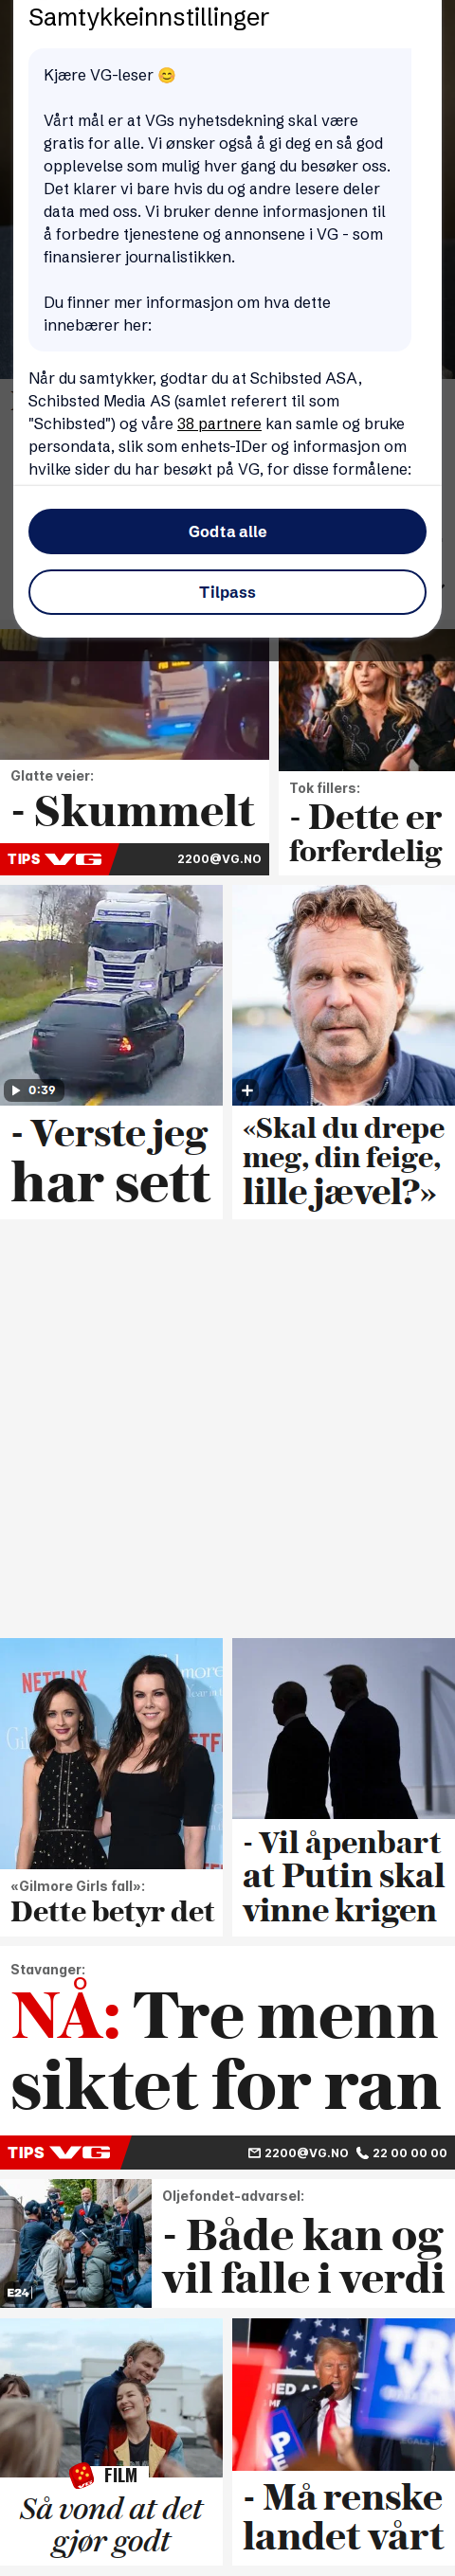 Samtykkeinnstillinger
Kjære VG-leser 😊
Vårt mål er at VGs nyhetsdekning skal være
gratis for alle. Vi ønsker også å gi deg en så god
opplevelse som mulig hver gang du besøker oss.
Det klarer vi bare hvis du og andre lesere deler
data med oss. Vi bruker denne informasjonen til
å forbedre tjenestene og annonsene i VG - som
finansierer journalistikken.
Du finner mer informasjon om hva dette
innebærer her:
Når du samtykker, godtar du at Schibsted ASA,
Schibsted Media AS (samlet referert til som
"Schibsted") og våre 38 partnere kan samle og bruke
persondata, slik som enhets-IDer og informasjon om
hvilke sider du har besøkt på VG, for disse formålene:
Godta alle
Tilpass
Glatte veier:
- Skummelt
TIPS VG 2200@VG.NO
Tok fillers:
- Dette er
forferdelig
0:39
- Verste jeg
har sett
«Skal du drepe
meg, din feige,
lille jævel?»
NETFLIX
«Gilmore Girls fall»:
Dette betyr det
- Vil åpenbart
at Putin skal
vinne krigen
Stavanger:
NÅ: Tre menn
siktet for ran
TIPS VG 2200@VG.NO 22 00 00 00
E24
Oljefondet-advarsel:
- Både kan og
vil falle i verdi
FILM
Så vond at det
gjør godt
- Må renske
landet vårt